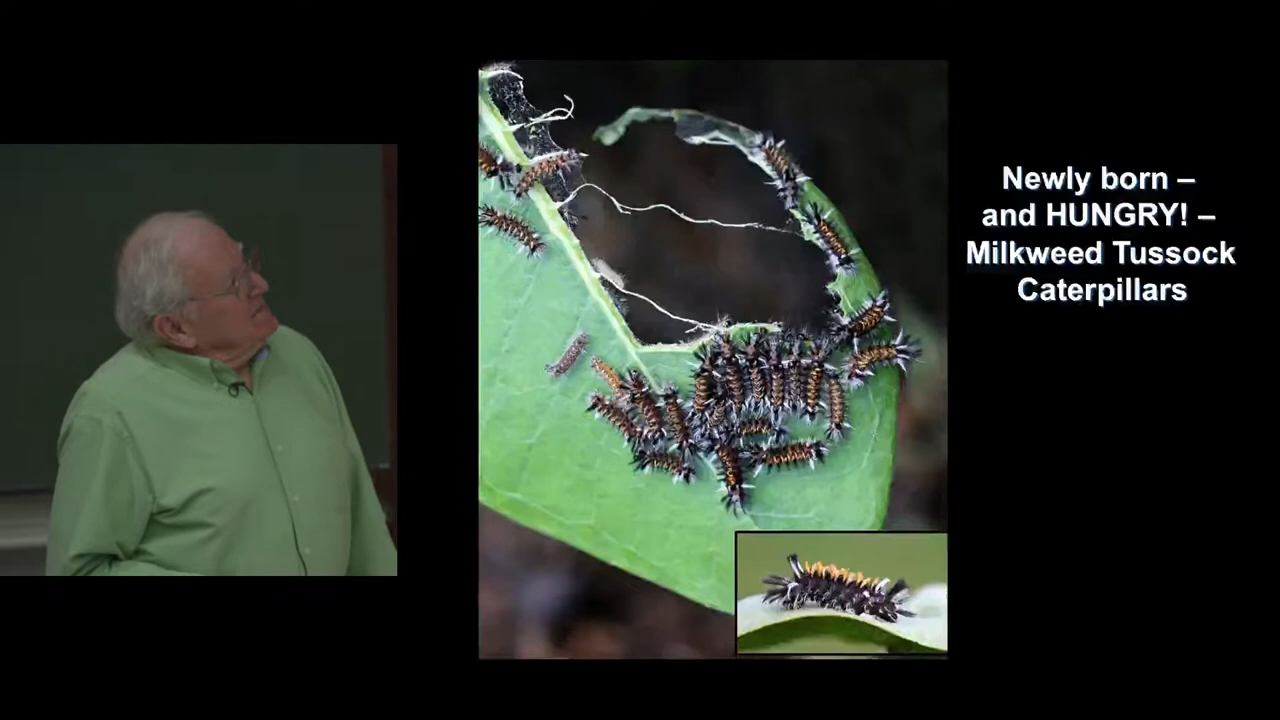 Newly born –
and HUNGRY! –
Milkweed Tussock
Caterpillars